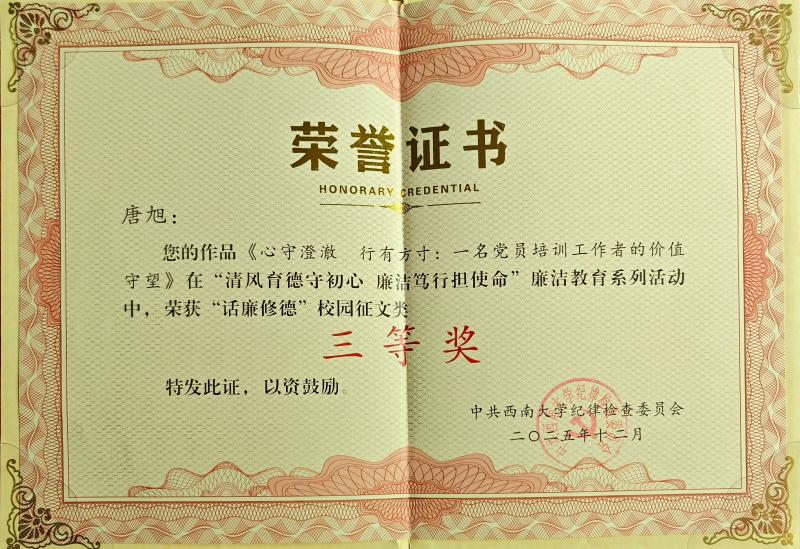 荣誉证书
HONORARY CREDENTIAL
唐旭：
您的作品《心守澄澈 行有方寸：一名党员培训工作者的价值
守望》在“清风育德守初心 廉洁笃行担使命”廉洁教育系列活动
中，荣获“话廉修德”校园征文类
三等奖
特发此证，以资鼓励。
中共西南大学纪律检查委员会
二〇二五年十二月